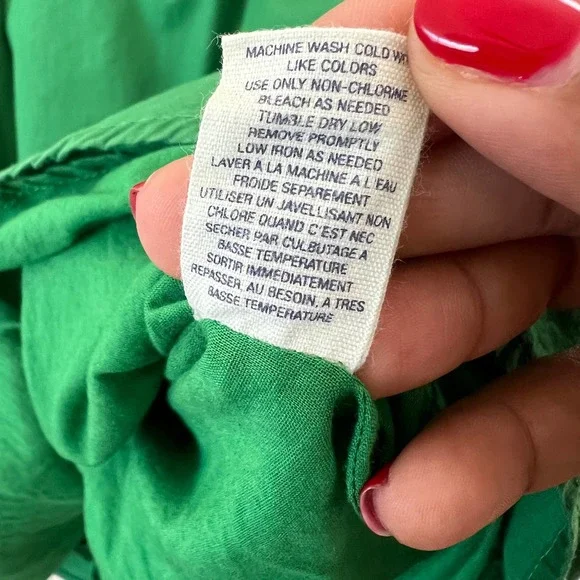 MACHINE WASH COLD
LIKE COLORS
USE ONLY NON-CHLORINE
BLEACH AS NEEDED
TUMBLE DRY LOW
REMOVE PROMPTLY
LOW IRON AS NEEDED
LAVER A LA MACHINE A L'EAU
FROIDE SEPAREMENT
UTILISER UN JAVELLISANT NON
CHLORE QUAND C'EST NEC
SECHER PAR CULBUTAGE A
BASSE TEMPERATURE
SORTIR IMMEDIATEMENT
REPASSER, AU BESOIN, A TRES
BASSE TEMPERATURE